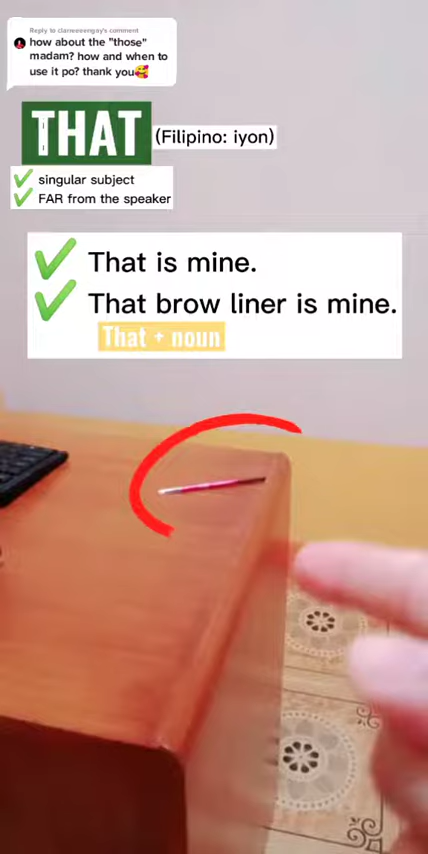 Reply to clareeeengay's comment
how about the "those"
madam? how and when to
use it po? thank you🥰
THAT (Filipino: iyon)
✅ singular subject
✅ FAR from the speaker
✅ That is mine.
✅ That brow liner is mine.
That + noun